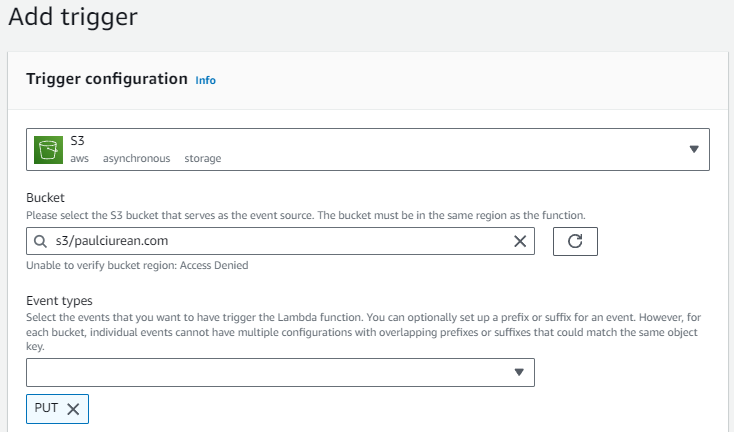 Add trigger
Trigger configuration Info
S3
aws asynchronous storage
Bucket
Please select the S3 bucket that serves as the event source. The bucket must be in the same region as the function.
s3/paulciurean.com
Unable to verify bucket region: Access Denied
Event types
Select the events that you want to have trigger the Lambda function. You can optionally set up a prefix or suffix for an event. However, for
each bucket, individual events cannot have multiple configurations with overlapping prefixes or suffixes that could match the same object
key.
PUT